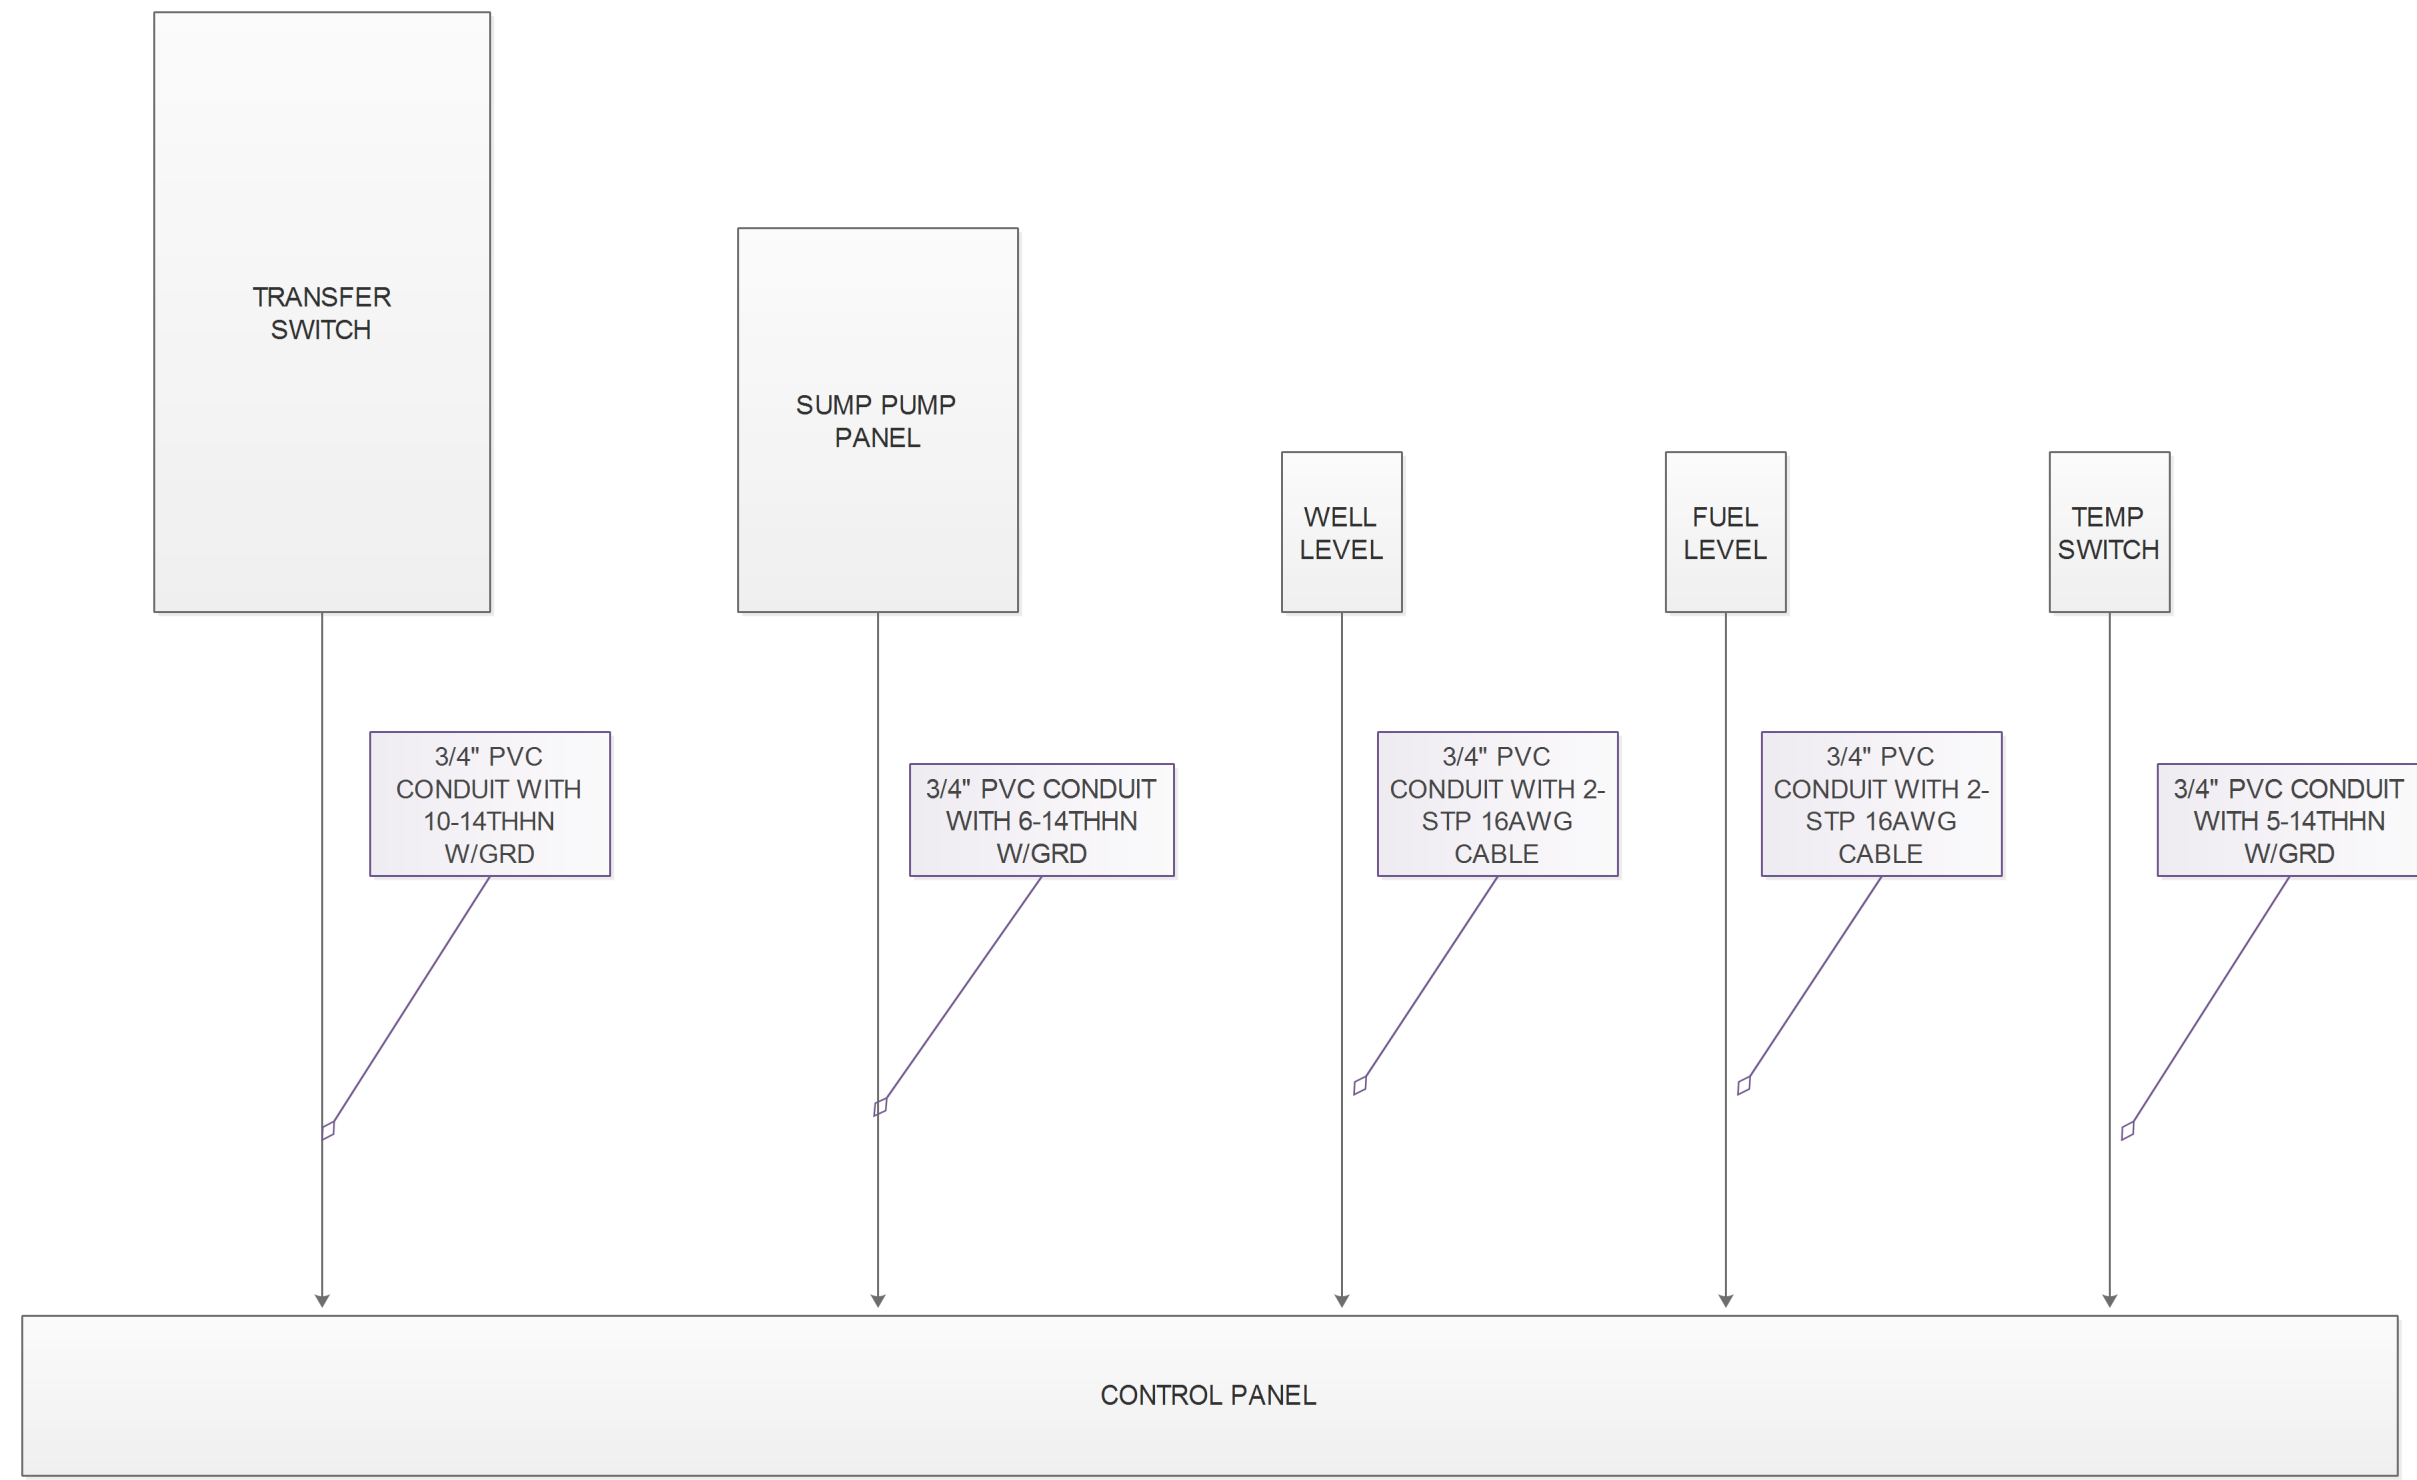 TRANSFER
SWITCH
SUMP PUMP
PANEL
WELL
LEVEL
FUEL
LEVEL
TEMP
SWITCH
3/4" PVC
CONDUIT WITH
10-14THHN
W/GRD
3/4" PVC CONDUIT
WITH 6-14THHN
W/GRD
3/4" PVC
CONDUIT WITH 2-
STP 16AWG
CABLE
3/4" PVC
CONDUIT WITH 2-
STP 16AWG
CABLE
3/4" PVC CONDUIT
WITH 5-14THHN
W/GRD
CONTROL PANEL